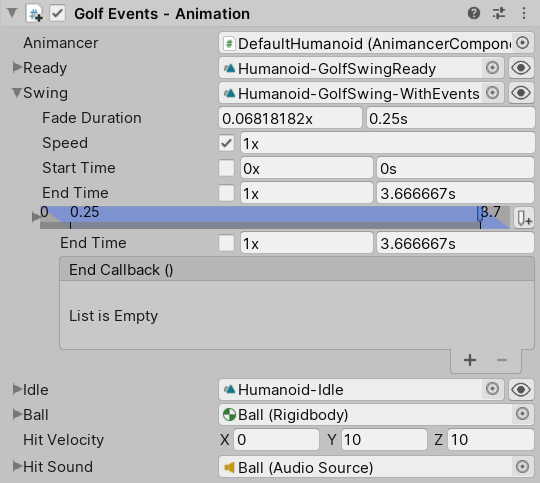 Golf Events - Animation
Animancer DefaultHumanoid (AnimancerCompon
Ready Humanoid-GolfSwingReady
Swing Humanoid-GolfSwing-WithEvents
Fade Duration 0.06818182x 0.25s
Speed 1x
Start Time 0x 0s
End Time 1x 3.666667s
0 0.25 3.7
End Time 1x 3.666667s
End Callback ()
List is Empty
Idle Humanoid-Idle
Ball Ball (Rigidbody)
Hit Velocity X 0 Y 10 Z 10
Hit Sound Ball (Audio Source)